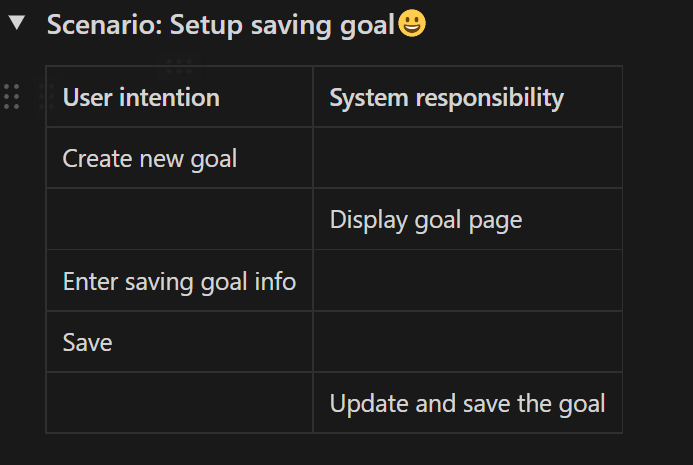 Scenario: Setup saving goal😀
User intention
System responsibility
Create new goal
Display goal page
Enter saving goal info
Save
Update and save the goal